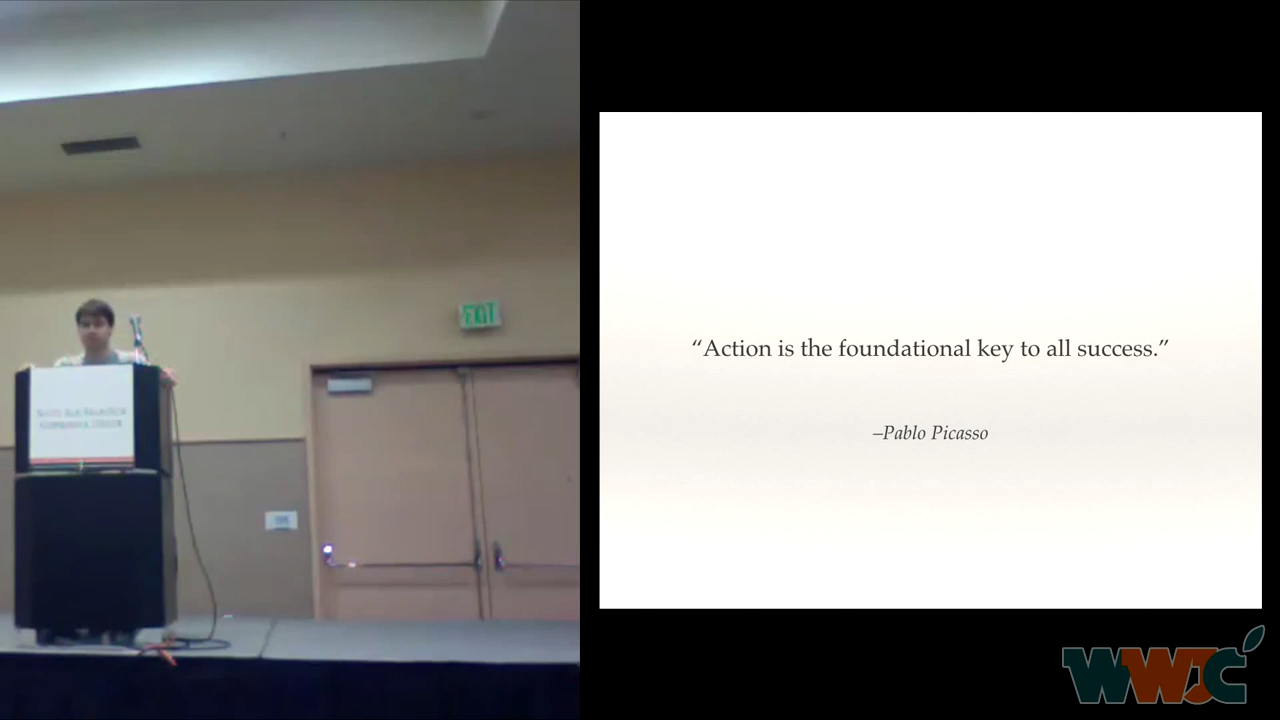 EXIT
“Action is the foundational key to all success.”
–Pablo Picasso
WWJC